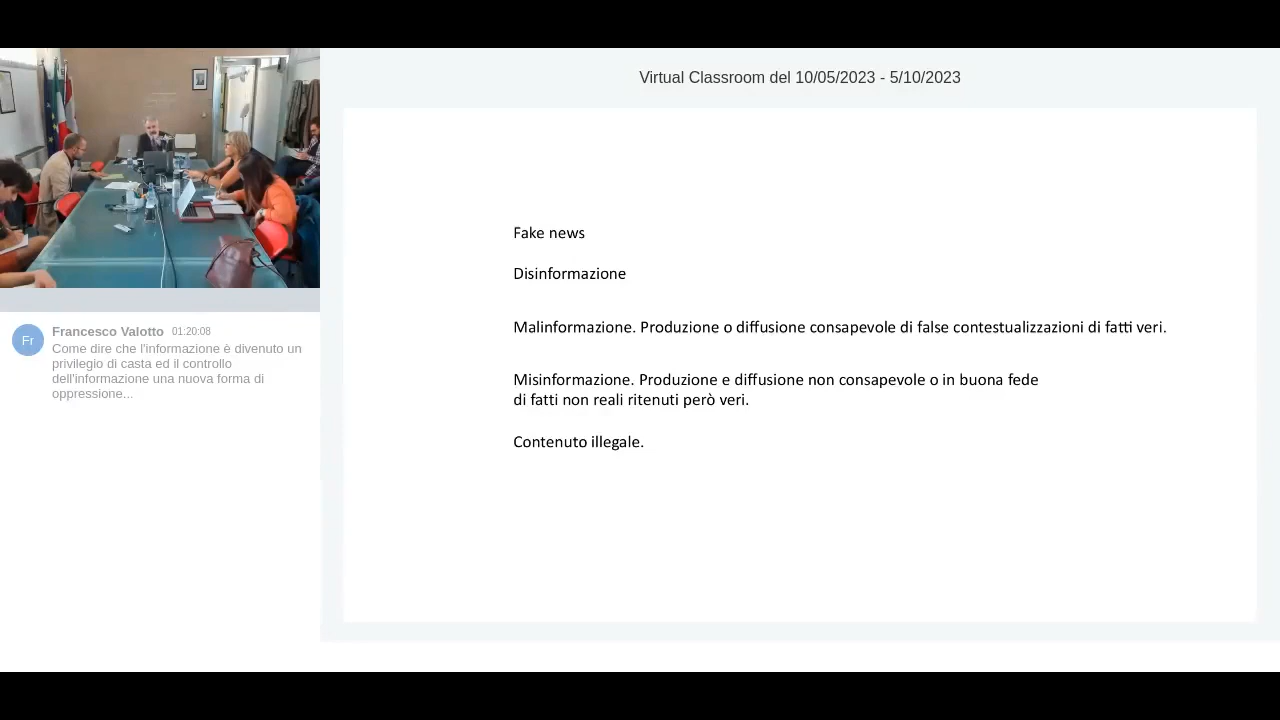 Virtual Classroom del 10/05/2023 - 5/10/2023
Fake news
Disinformazione
Malinformazione. Produzione o diffusione consapevole di false contestualizzazioni di fatti veri.
Misinformazione. Produzione e diffusione non consapevole o in buona fede
di fatti non reali ritenuti però veri.
Contenuto illegale.
Fr
Francesco Valotto 01:20:08
Come dire che l'informazione è divenuto un
privilegio di casta ed il controllo
dell'informazione una nuova forma di
oppressione...